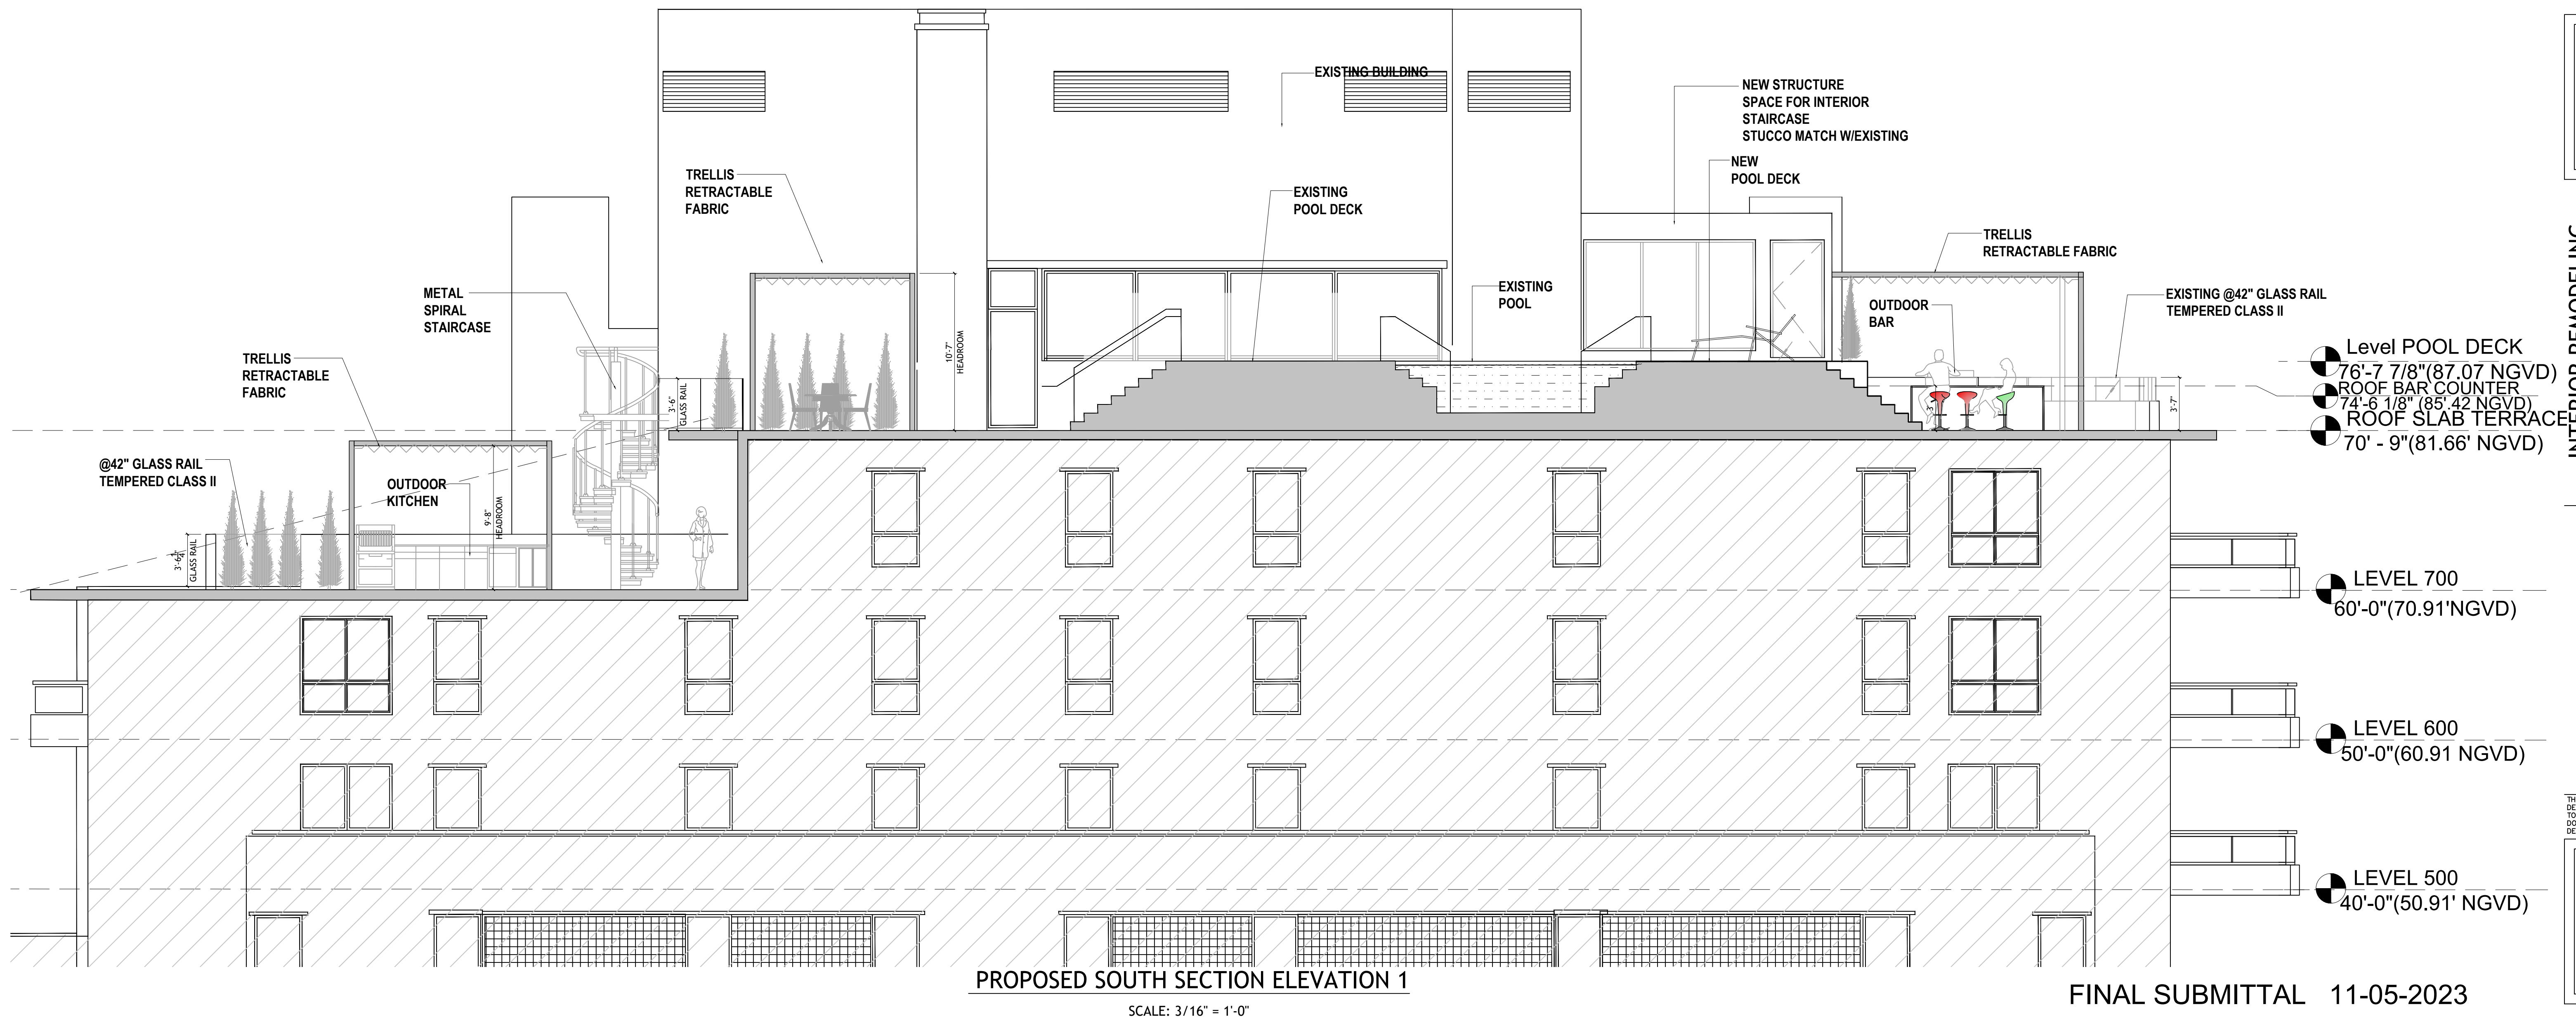 EXISTING BUILDING
NEW STRUCTURE
SPACE FOR INTERIOR
STAIRCASE
STUCCO MATCH W/EXISTING
NEW
POOL DECK
TRELLIS
RETRACTABLE
FABRIC
EXISTING
POOL DECK
TRELLIS
RETRACTABLE FABRIC
METAL
SPIRAL
STAIRCASE
EXISTING
POOL
OUTDOOR
BAR
EXISTING @42" GLASS RAIL
TEMPERED CLASS II
TRELLIS
RETRACTABLE
FABRIC
10'-7"
HEADROOM
3'-6"
GLASS RAIL
3'-7"
Level POOL DECK
76'-7 7/8"(87.07 NGVD)
ROOF BAR COUNTER
74'-6 1/8" (85'.42 NGVD)
ROOF SLAB TERRACE
70' - 9"(81.66' NGVD)
@42" GLASS RAIL
TEMPERED CLASS II
OUTDOOR
KITCHEN
9'-8"
HEADROOM
GLASS RAIL
LEVEL 700
60'-0"(70.91'NGVD)
LEVEL 600
50'-0"(60.91 NGVD)
LEVEL 500
40'-0"(50.91' NGVD)
INTERIOR REMODELING
PROPOSED SOUTH SECTION ELEVATION 1
SCALE: 3/16" = 1'-0"
FINAL SUBMITTAL 11-05-2023